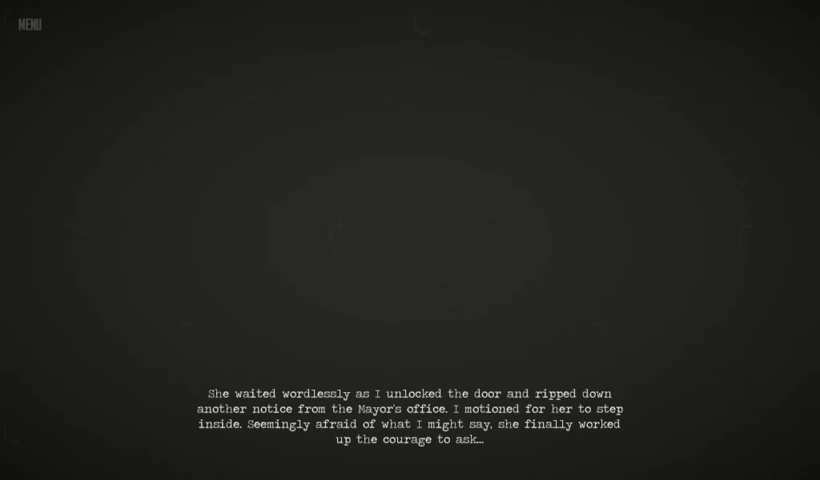 MENU
She waited wordlessly as I unlocked the door and ripped down
another notice from the Mayor's office. I motioned for her to step
inside. Seemingly afraid of what I might say, she finally worked
up the courage to ask...